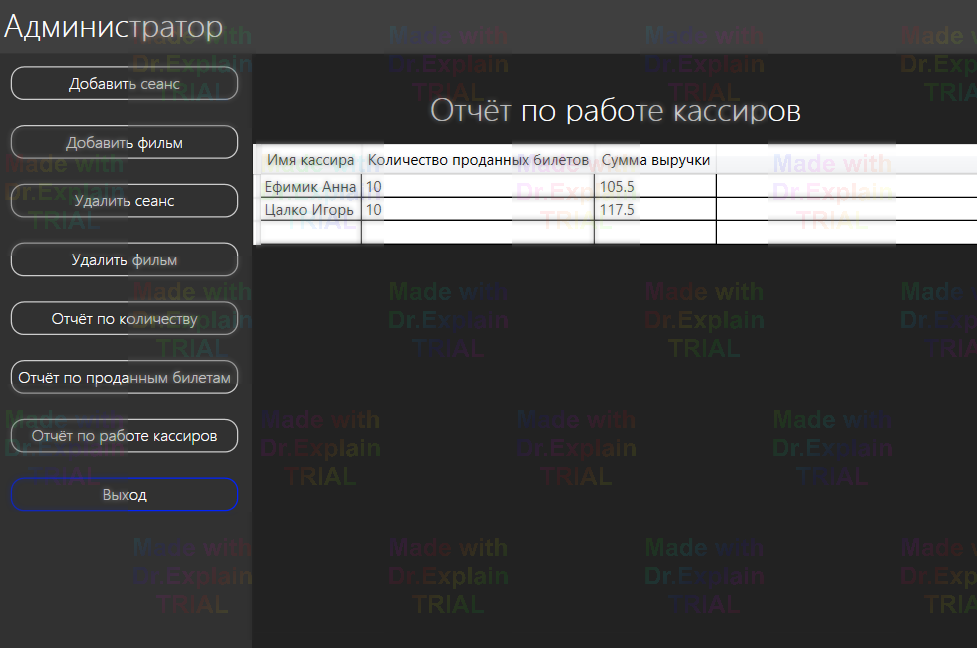 Администратор
Добавить сеанс
Добавить фильм
Удалить сеанс
Удалить фильм
Отчёт по количеству
Отчёт по проданным билетам
Отчёт по работе кассиров
Выход
Отчёт по работе кассиров
Имя кассира Количество проданных билетов Сумма выручки
Ефимик Анна 10 105.5
Цалко Игорь 10 117.5
Made with
Dr.Explain
TRIAL